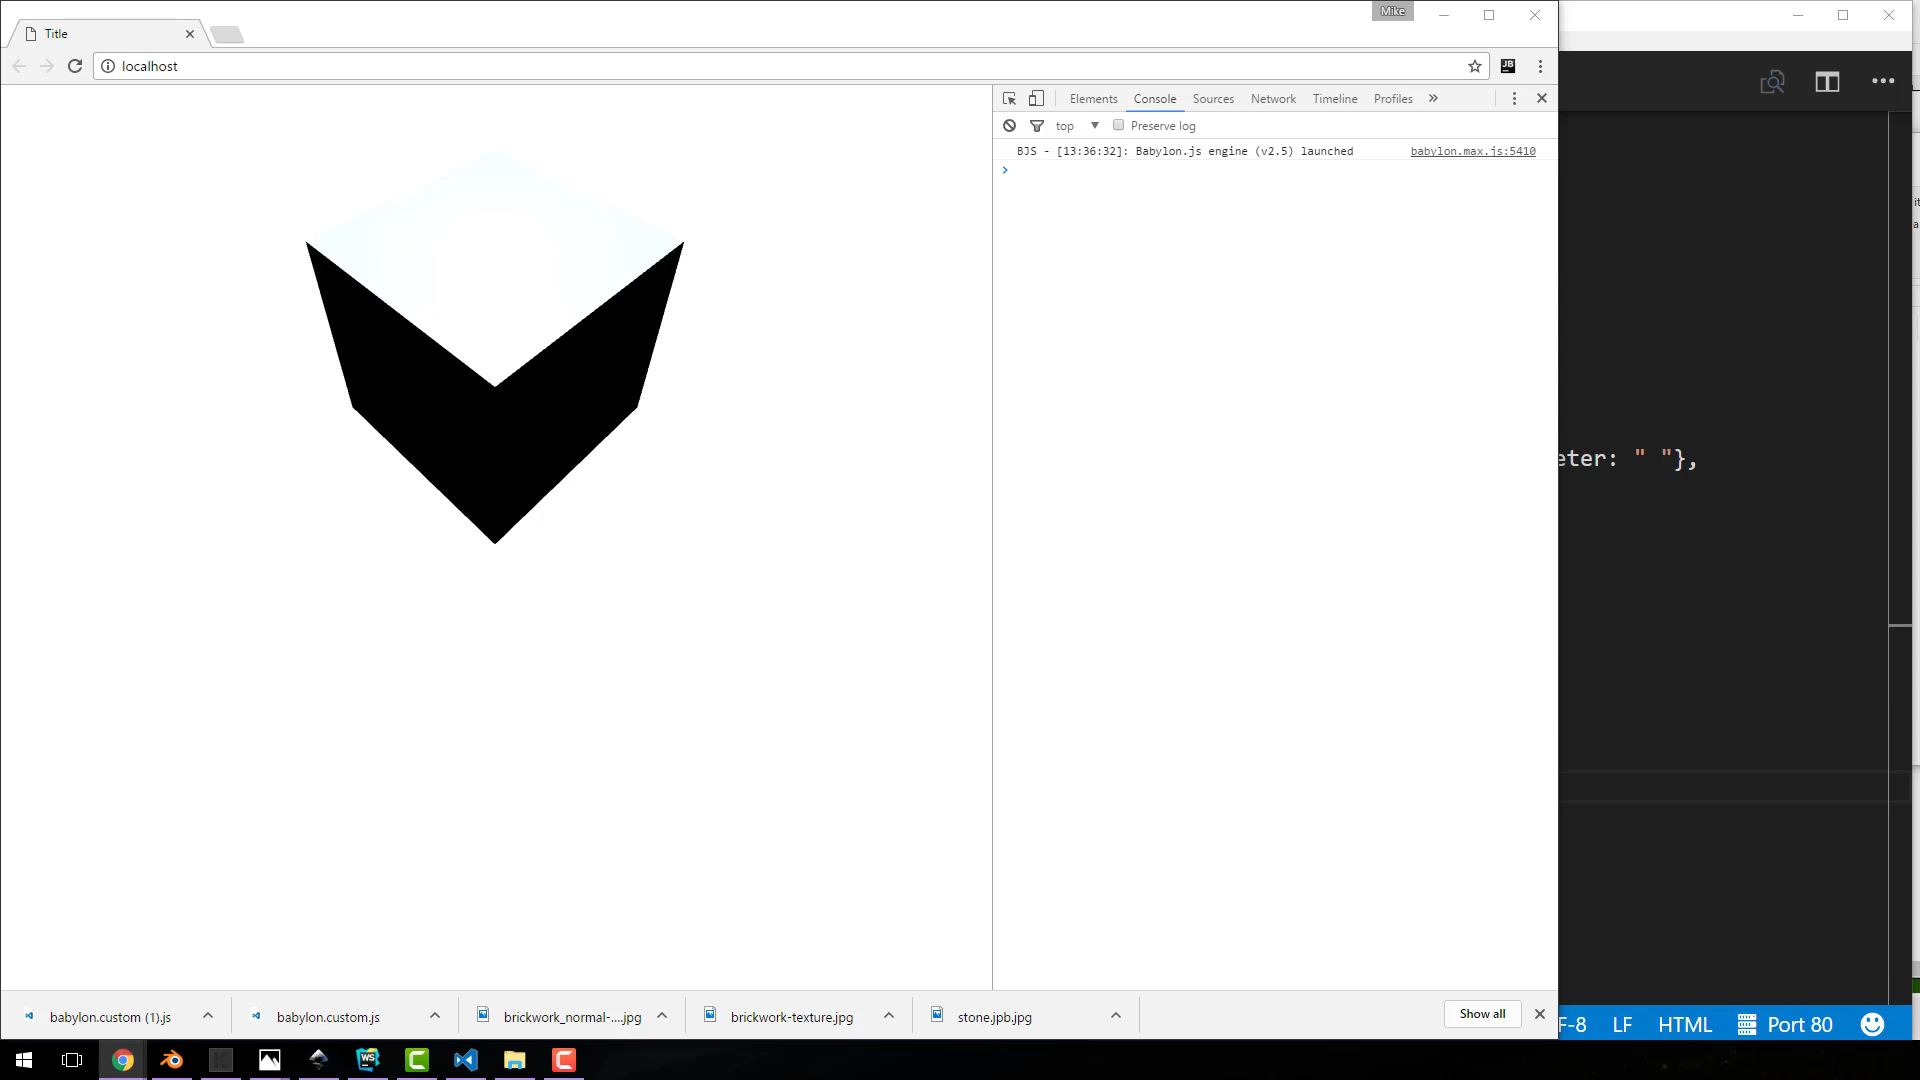 Mike
Title
localhost
JB
Elements Console Sources Network Timeline Profiles
top Preserve log
BJS - [13:36:32]: Babylon.js engine (v2.5) launched babylon.max.js:5410
eter: " "},
babylon.custom (1).js babylon.custom.js brickwork_normal-....jpg brickwork-texture.jpg stone.jpb.jpg Show all
F-8 LF HTML Port 80
WS